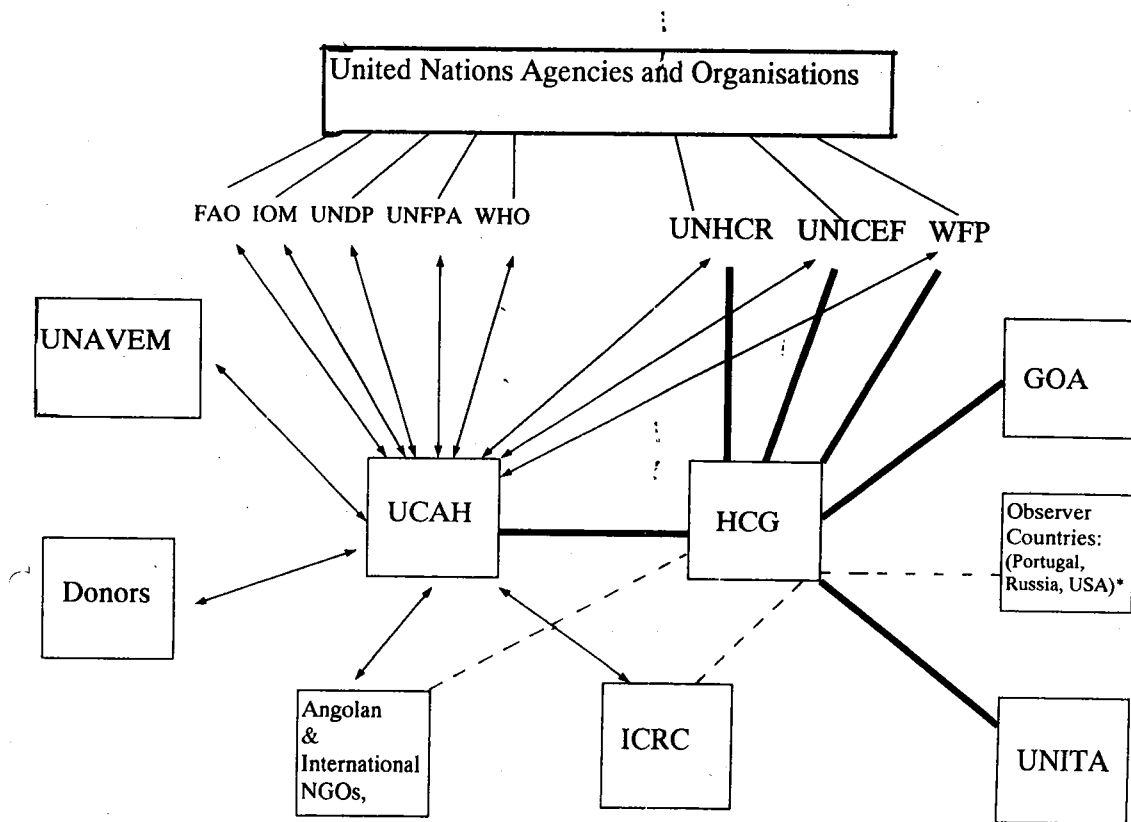 United Nations Agencies and Organisations
FAO IOM UNDP UNFPA WHO
UNHCR UNICEF WFP
UNAVEM
GOA
UCAH
HCG
Observer
Countries:
(Portugal,
Russia, USA)*
Donors
Angolan
&
International
NGOs,
ICRC
UNITA